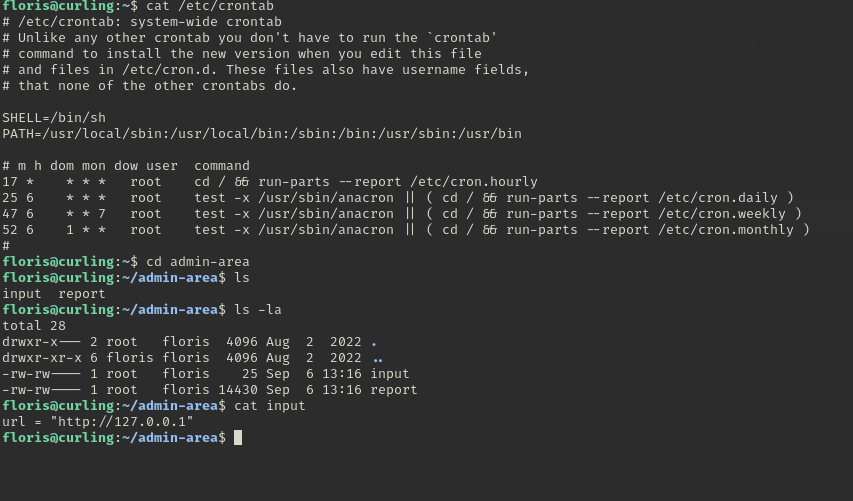 floris@curling:~$ cat /etc/crontab
# /etc/crontab: system-wide crontab
# Unlike any other crontab you don't have to run the `crontab'
# command to install the new version when you edit this file
# and files in /etc/cron.d. These files also have username fields,
# that none of the other crontabs do.

SHELL=/bin/sh
PATH=/usr/local/sbin:/usr/local/bin:/sbin:/bin:/usr/sbin:/usr/bin

# m h dom mon dow user  command
17 *    * * *   root    cd / && run-parts --report /etc/cron.hourly
25 6    * * *   root    test -x /usr/sbin/anacron || ( cd / && run-parts --report /etc/cron.daily )
47 6    * * 7   root    test -x /usr/sbin/anacron || ( cd / && run-parts --report /etc/cron.weekly )
52 6    1 * *   root    test -x /usr/sbin/anacron || ( cd / && run-parts --report /etc/cron.monthly )
#
floris@curling:~$ cd admin-area
floris@curling:~/admin-area$ ls
input  report
floris@curling:~/admin-area$ ls -la
total 28
drwxr-x--- 2 root   floris  4096 Aug  2  2022 .
drwxr-xr-x 6 floris floris  4096 Aug  2  2022 ..
-rw-rw---- 1 root   floris    25 Sep  6 13:16 input
-rw-rw---- 1 root   floris 14430 Sep  6 13:16 report
floris@curling:~/admin-area$ cat input
url = "http://127.0.0.1"
floris@curling:~/admin-area$